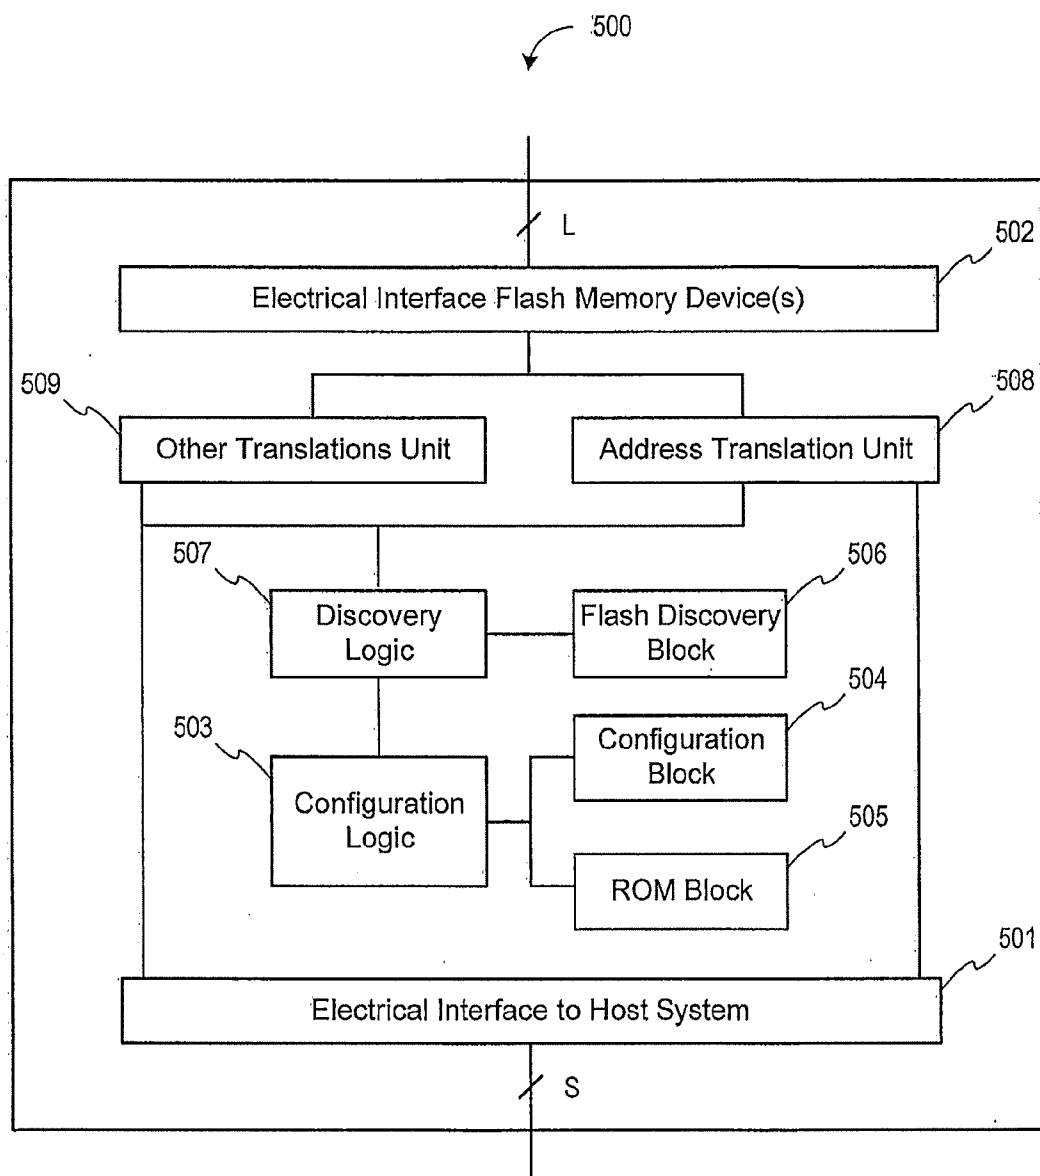 500
L
502
Electrical Interface Flash Memory Device(s)
509
508
Other Translations Unit
Address Translation Unit
507
506
Discovery
Logic
Flash Discovery
Block
504
503
Configuration
Block
Configuration
Logic
505
ROM Block
501
Electrical Interface to Host System
S